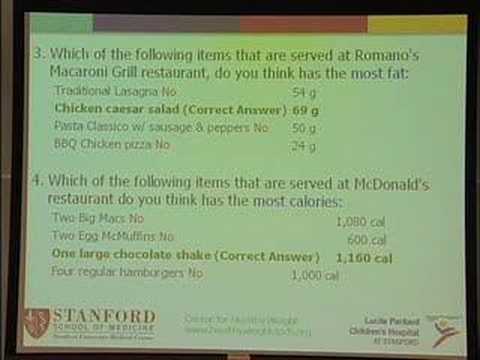 3. Which of the following items that are served at Romano's
Macaroni Grill restaurant, do you think has the most fat:
Traditional Lasagna No 54 g
Chicken caesar salad (Correct Answer) 69 g
Pasta Classico w/ sausage & peppers No 50 g
BBQ Chicken pizza No 24 g
4. Which of the following items that are served at McDonald's
restaurant do you think has the most calories:
Two Big Macs No 1,080 cal
Two Egg McMuffins No 600 cal
One large chocolate shake (Correct Answer) 1,160 cal
Four regular hamburgers No 1,000 cal
STANFORD
SCHOOL OF MEDICINE
Stanford University Medical Center
Center for Healthy Weight
Lucile Packard
Children's Hospital
AT STANFORD